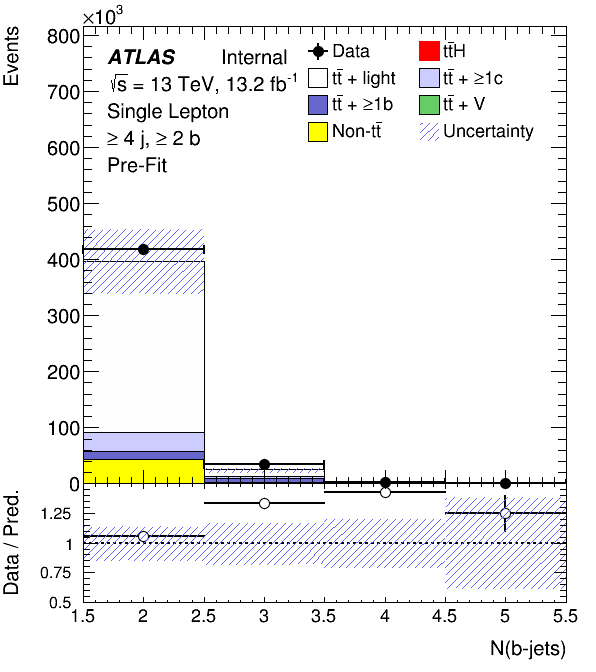 ×10³
Events
800
700
600
500
400
300
200
100
0
ATLAS Internal
√s = 13 TeV, 13.2 fb⁻¹
Single Lepton
≥ 4 j, ≥ 2 b
Pre-Fit
Data
tt̄H
tt̄ + light
tt̄ + ≥1c
tt̄ + ≥1b
tt̄ + V
Non-tt̄
Uncertainty
Data / Pred.
1.25
1
0.75
0.5
1.5 2 2.5 3 3.5 4 4.5 5 5.5
N(b-jets)